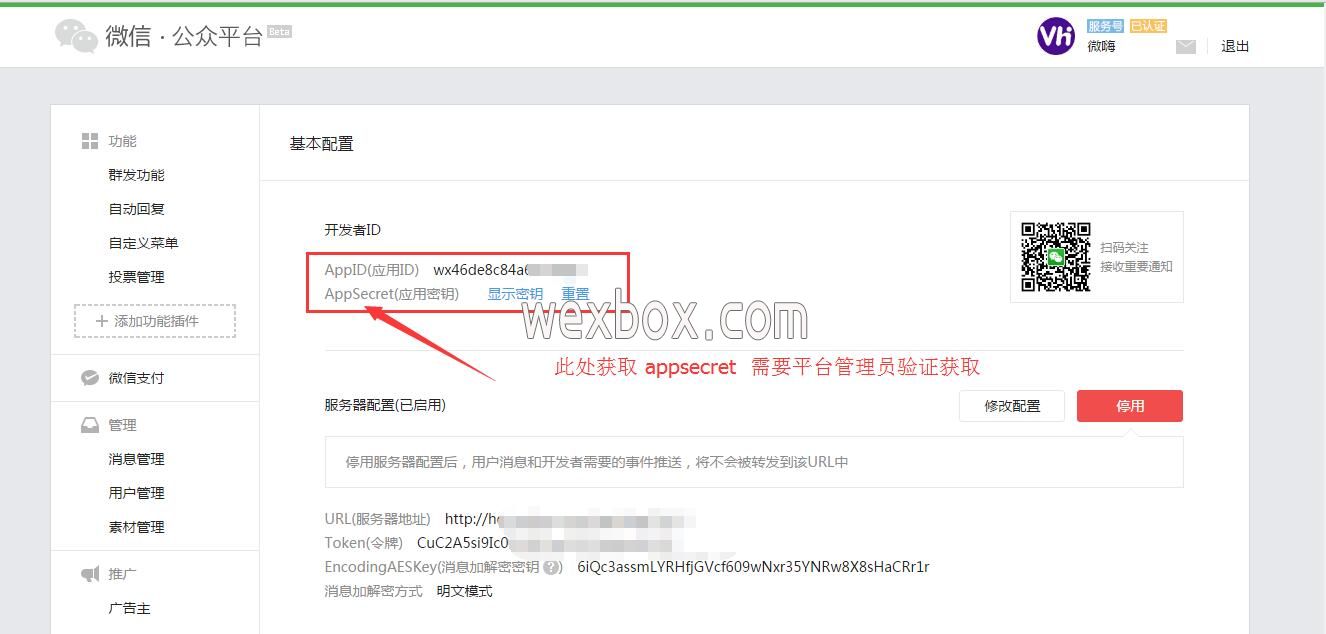 微信 · 公众平台 Beta
服务号 已认证
微嗨
退出
功能
群发功能
自动回复
自定义菜单
投票管理
添加功能插件
微信支付
管理
消息管理
用户管理
素材管理
推广
广告主
基本配置
开发者ID
AppID(应用ID) wx46de8c84a6
AppSecret(应用密钥) 显示密钥 重置
扫码关注
接收重要通知
wexbox.com
此处获取 appsecret 需要平台管理员验证获取
服务器配置(已启用)
修改配置
停用
停用服务器配置后，用户消息和开发者需要的事件推送，将不会被转发到该URL中
URL(服务器地址) http://h
Token(令牌) CuC2A5si9Ic0
EncodingAESKey(消息加解密密钥 ?) 6iQc3assmLYRHfjGVcf609wNxr35YNRw8X8sHaCRr1r
消息加解密方式 明文模式